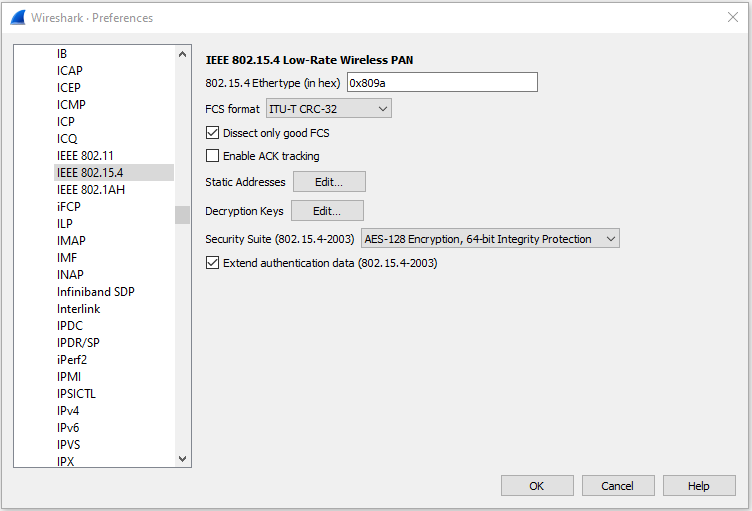 Wireshark · Preferences
IB
ICAP
ICEP
ICMP
ICP
ICQ
IEEE 802.11
IEEE 802.15.4
IEEE 802.1AH
iFCP
ILP
IMAP
IMF
INAP
Infiniband SDP
Interlink
IPDC
IPDR/SP
iPerf2
IPMI
IPSICTL
IPv4
IPv6
IPVS
IPX
IEEE 802.15.4 Low-Rate Wireless PAN
802.15.4 Ethertype (in hex) 0x809a
FCS format ITU-T CRC-32
Dissect only good FCS
Enable ACK tracking
Static Addresses Edit...
Decryption Keys Edit...
Security Suite (802.15.4-2003) AES-128 Encryption, 64-bit Integrity Protection
Extend authentication data (802.15.4-2003)
OK Cancel Help